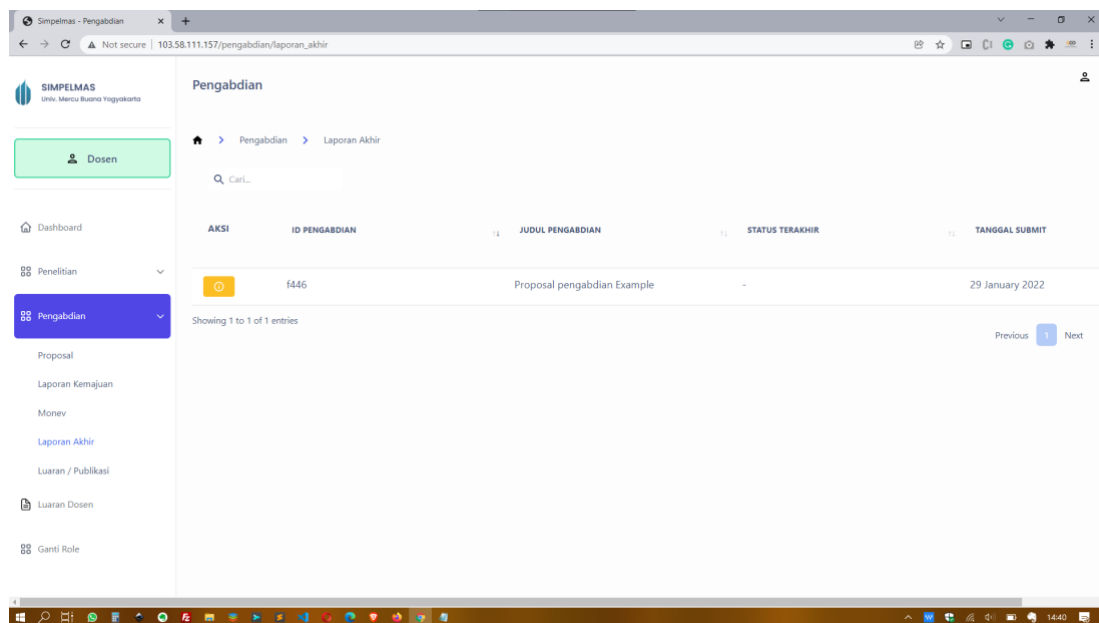 Simpelmas - Pengabdian
Not secure | 103.58.111.157/pengabdian/laporan_akhir
SIMPELMAS
Univ. Mercu Buana Yogyakarta
Pengabdian
Dosen
Pengabdian > Laporan Akhir
Cari...
Dashboard
Penelitian
Pengabdian
Proposal
Laporan Kemajuan
Monev
Laporan Akhir
Luaran / Publikasi
Luaran Dosen
Ganti Role
AKSI ID PENGABDIAN JUDUL PENGABDIAN STATUS TERAKHIR TANGGAL SUBMIT
f446 Proposal pengabdian Example - 29 January 2022
Showing 1 to 1 of 1 entries
Previous 1 Next
14:40